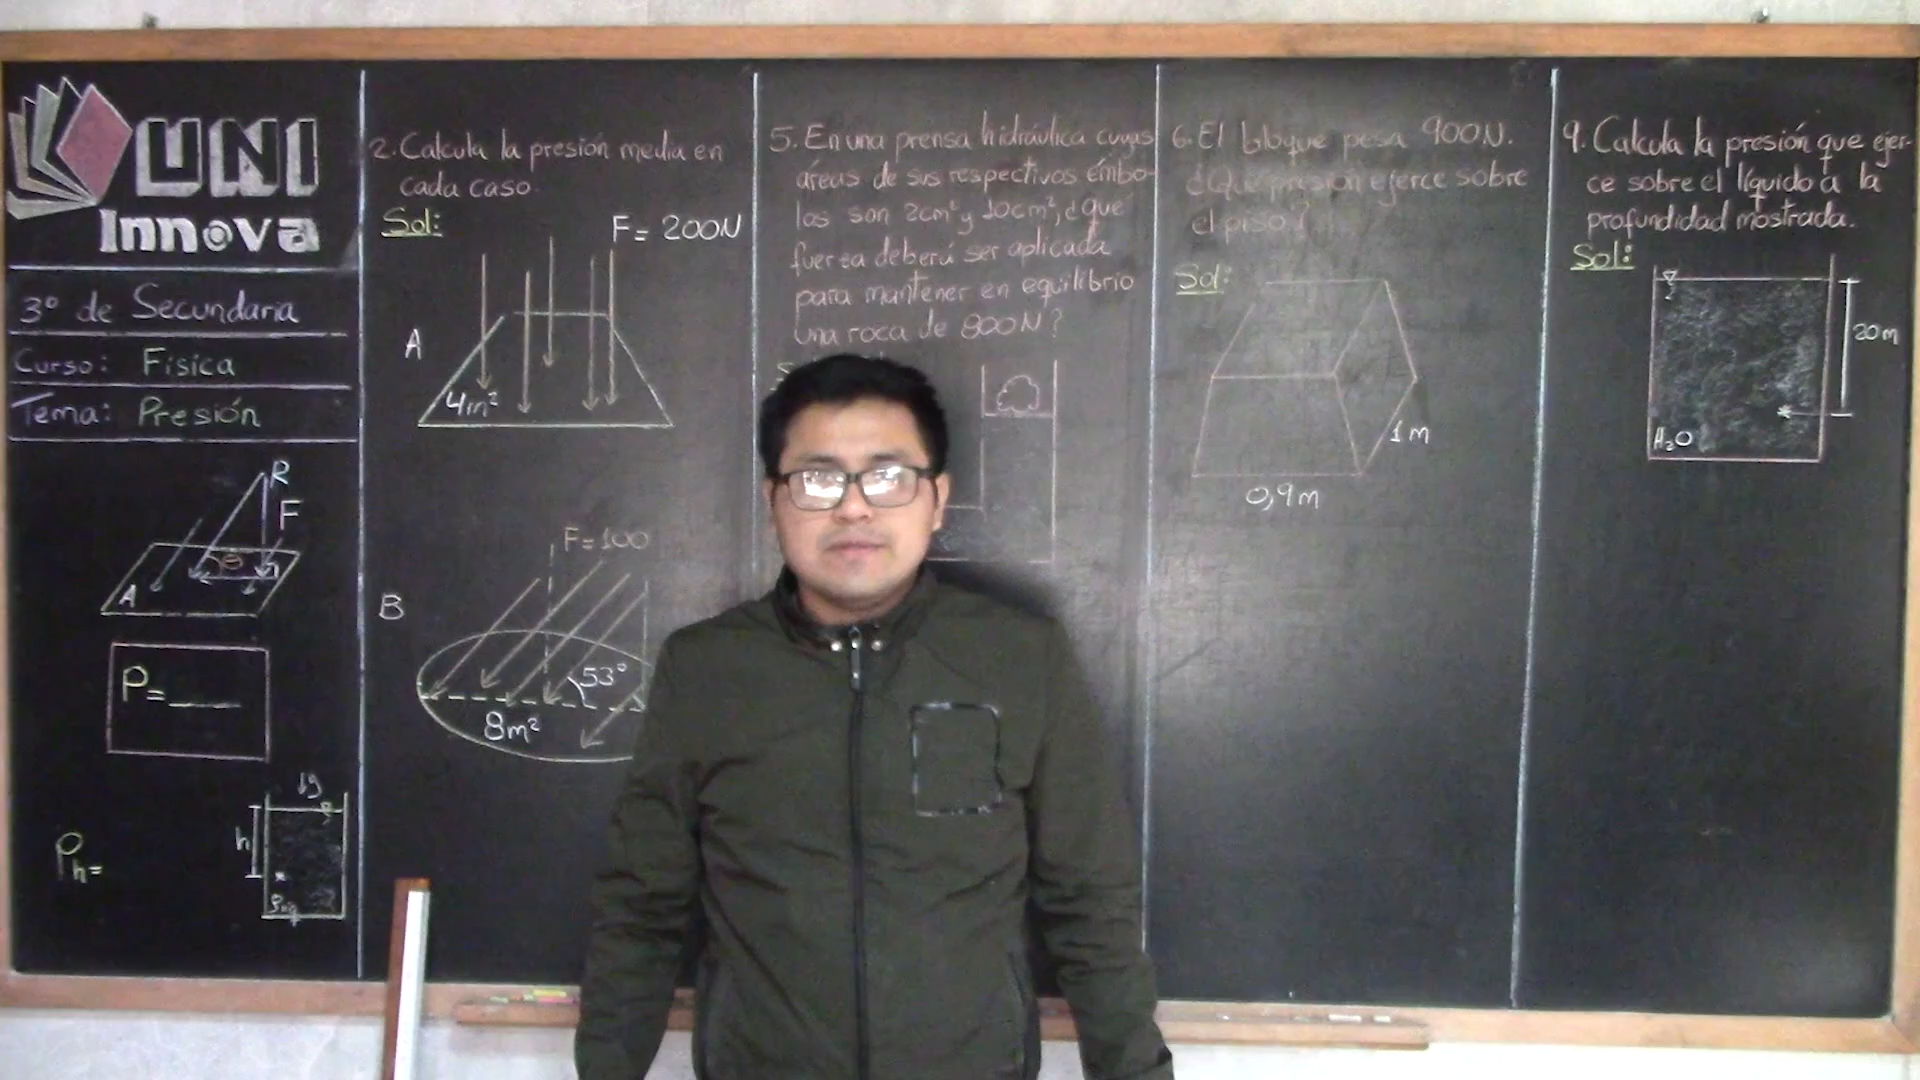 UNI
Innova
3º de Secundaria
Curso: Física
Tema: Presión
R
F
θ
A
P=
g
h
Ph=
2. Calcula la presión media en
cada caso.
Sol:
F= 200N
A
4m²
F=100
B
53°
8m²
5. En una prensa hidráulica cuyas
áreas de sus respectivos émbo-
los son 2cm² y 10cm², ¿qué
fuerza deberá ser aplicada
para mantener en equilibrio
una roca de 800N?
6. El bloque pesa 900N.
¿Qué presión ejerce sobre
el piso?
Sol:
1m
0,9m
9. Calcula la presión que ejer-
ce sobre el líquido a la
profundidad mostrada.
Sol:
20m
H₂O